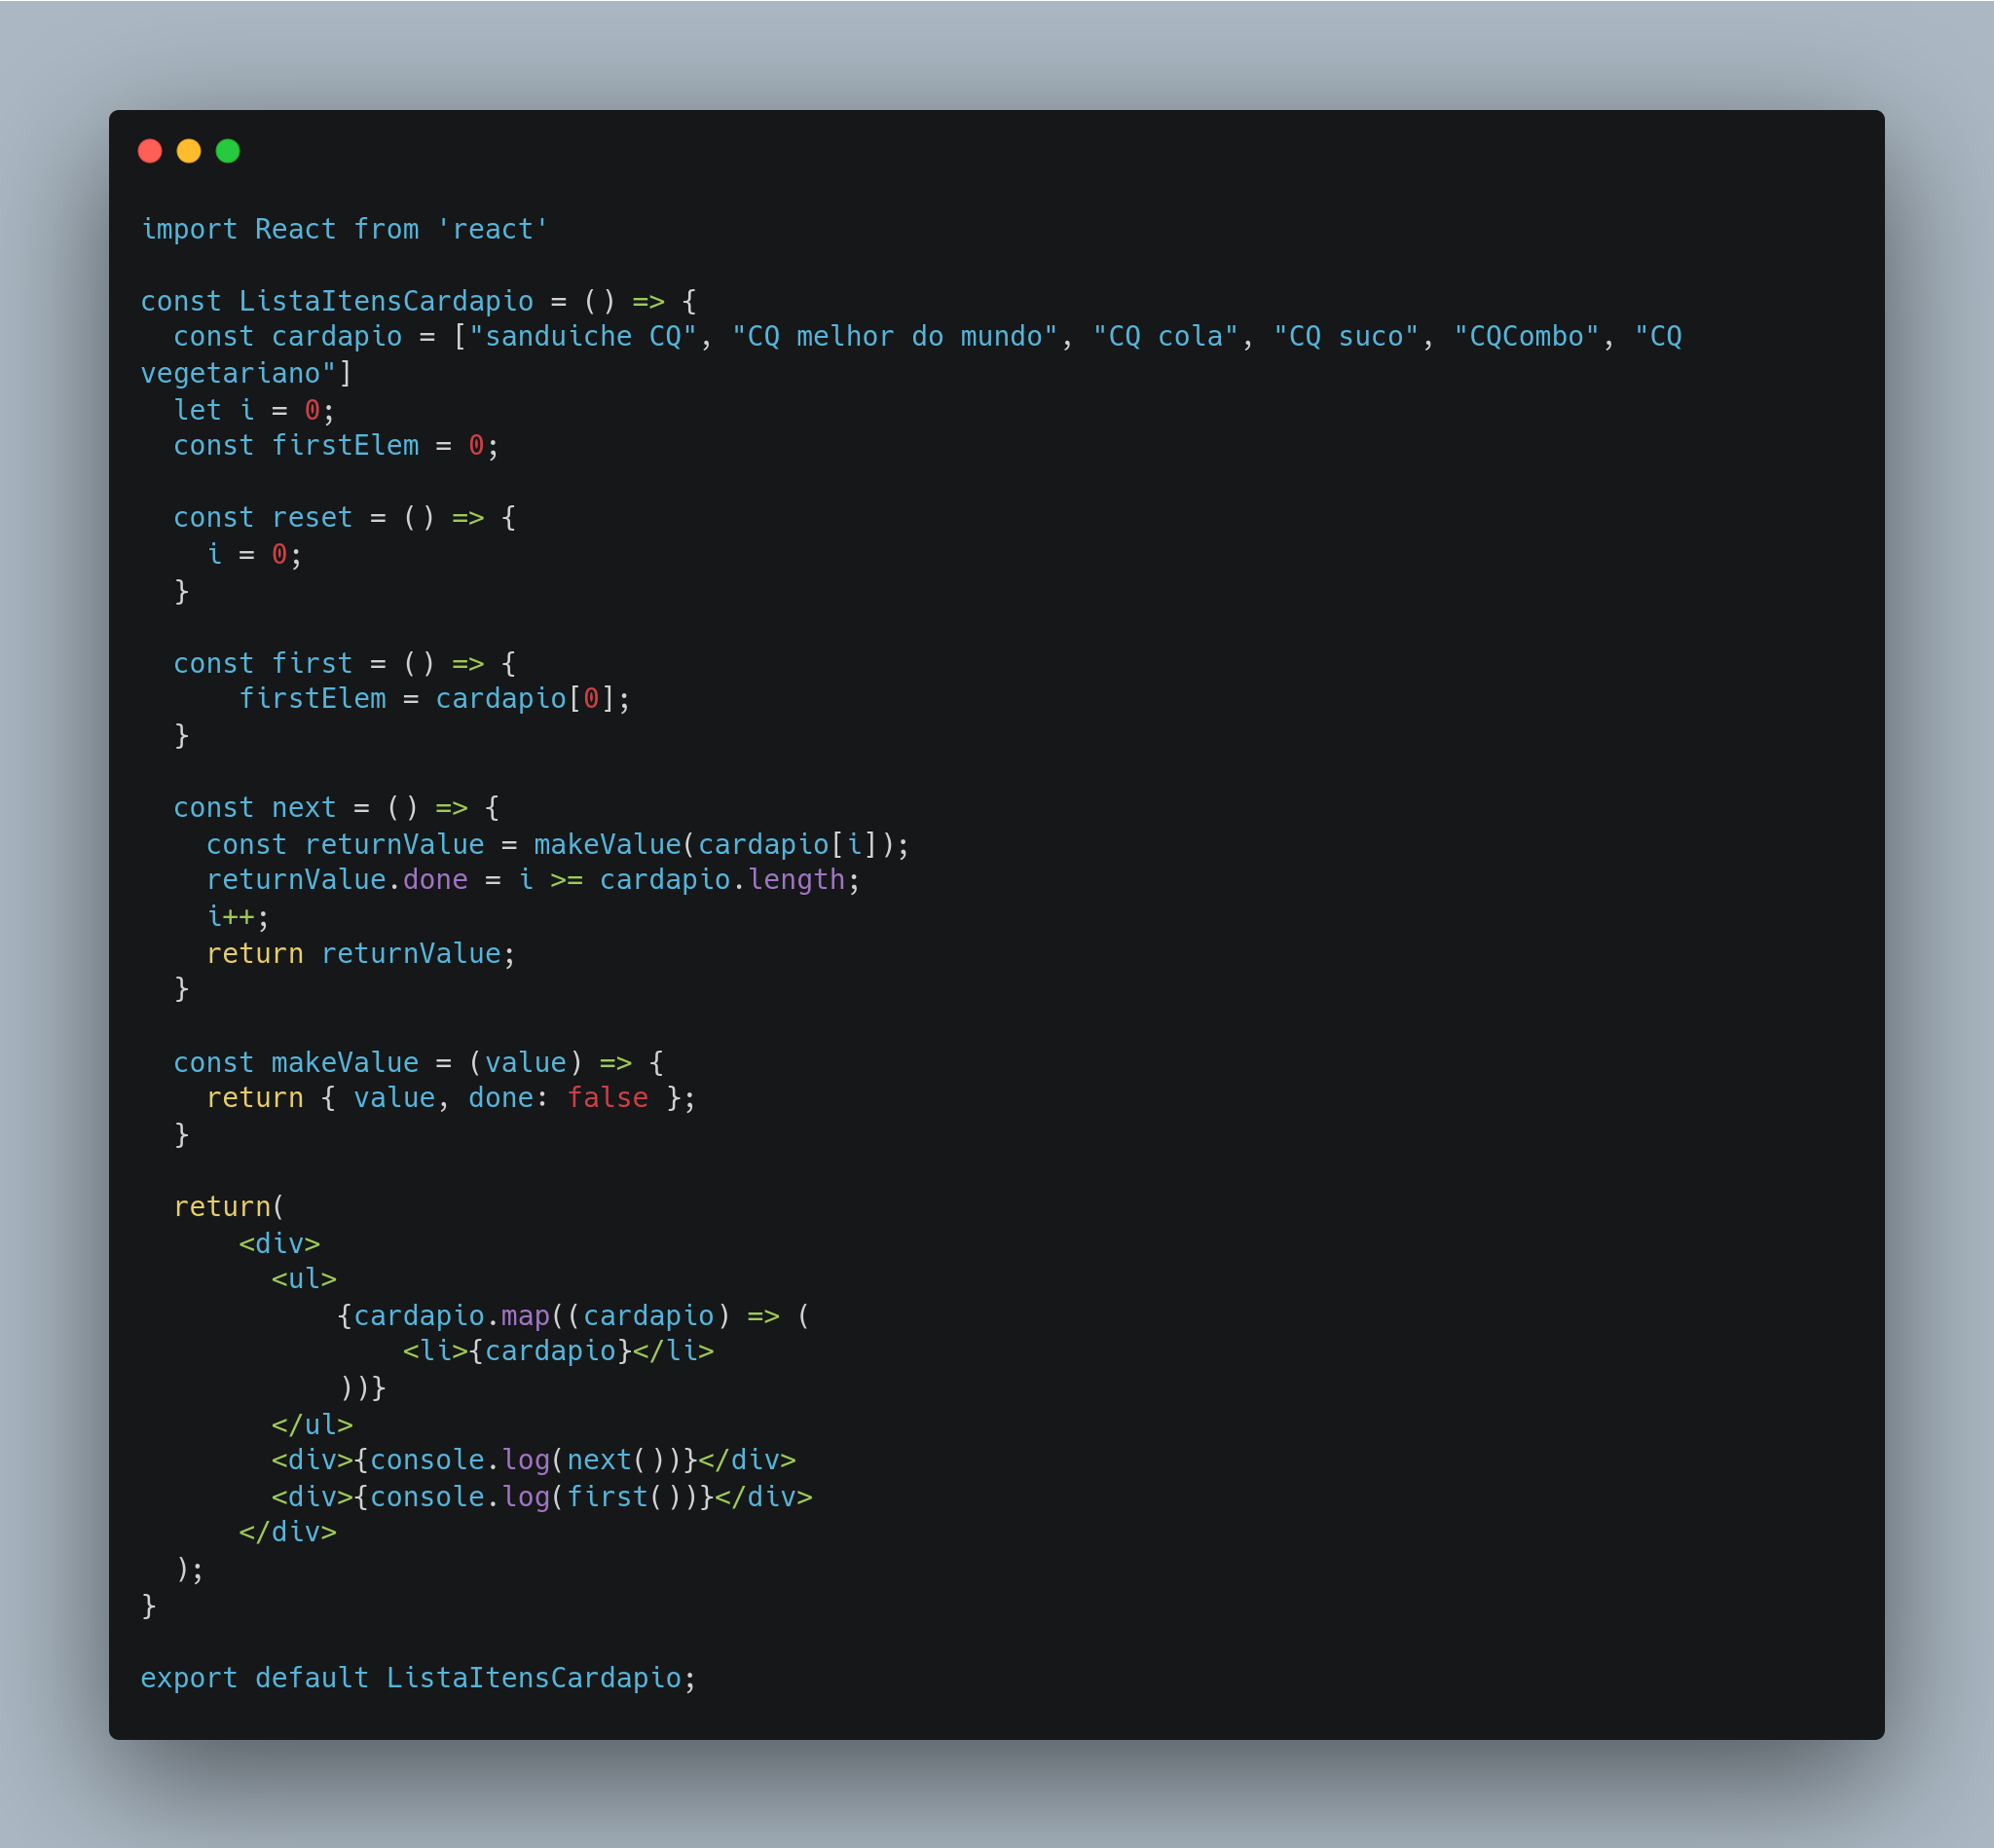 import React from 'react'

const ListaItensCardapio = () => {
  const cardapio = ["sanduiche CQ", "CQ melhor do mundo", "CQ cola", "CQ suco", "CQCombo", "CQ
vegetariano"]
  let i = 0;
  const firstElem = 0;

  const reset = () => {
    i = 0;
  }

  const first = () => {
      firstElem = cardapio[0];
  }

  const next = () => {
    const returnValue = makeValue(cardapio[i]);
    returnValue.done = i >= cardapio.length;
    i++;
    return returnValue;
  }

  const makeValue = (value) => {
    return { value, done: false };
  }

  return(
      <div>
        <ul>
            {cardapio.map((cardapio) => (
                <li>{cardapio}</li>
            ))}
        </ul>
        <div>{console.log(next())}</div>
        <div>{console.log(first())}</div>
      </div>
  );
}

export default ListaItensCardapio;